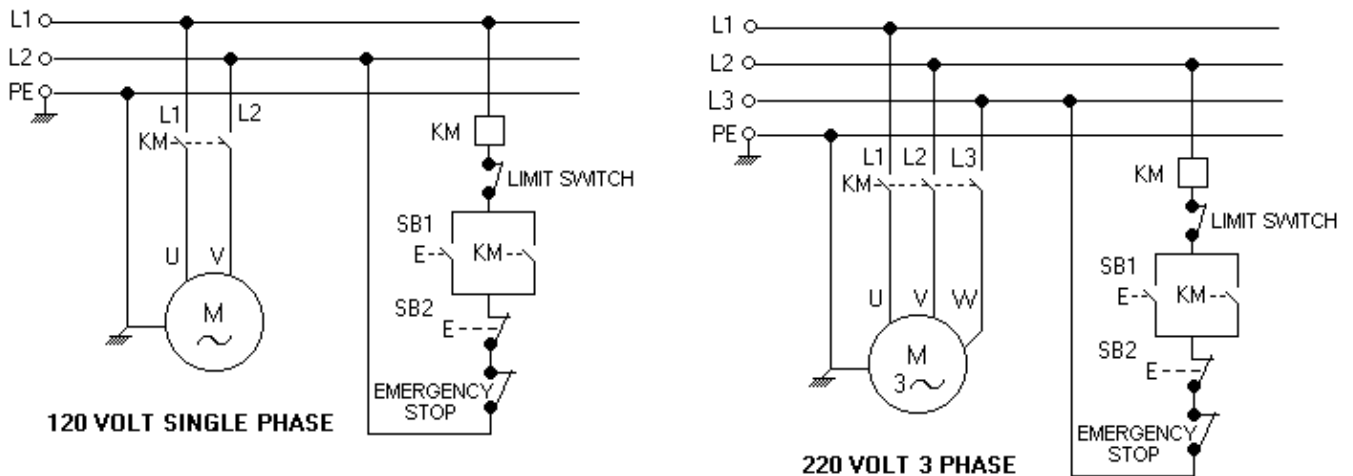 L1
L2
PE
L1 L2
KM
KM
LIMIT SWITCH
SB1
E
KM
U V
M
SB2
E
EMERGENCY
STOP
120 VOLT SINGLE PHASE
L1
L2
L3
PE
L1 L2 L3
KM
KM
LIMIT SWITCH
SB1
E
KM
U V W
M
3
SB2
E
EMERGENCY
STOP
220 VOLT 3 PHASE